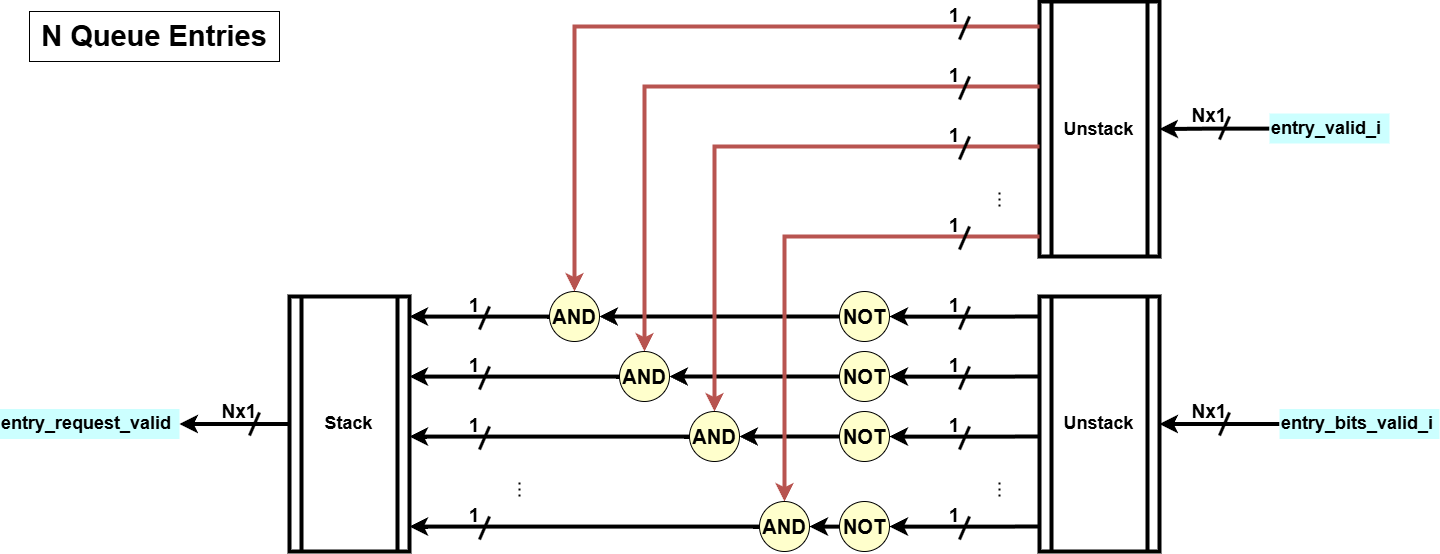 N Queue Entries
1
1
1
1
Unstack
Nx1
entry_valid_i
1
AND
NOT
1
1
AND
NOT
1
1
AND
NOT
1
1
AND
NOT
1
Unstack
Nx1
entry_bits_valid_i
Stack
Nx1
entry_request_valid